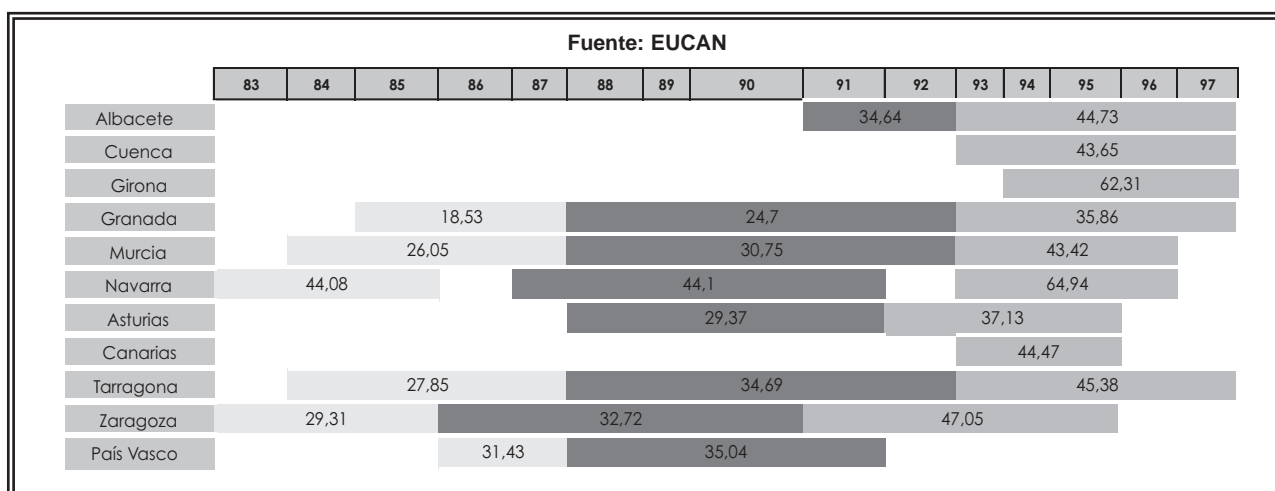 Fuente: EUCAN
83 84 85 86 87 88 89 90 91 92 93 94 95 96 97
Albacete 34,64 44,73
Cuenca 43,65
Girona 62,31
Granada 18,53 24,7 35,86
Murcia 26,05 30,75 43,42
Navarra 44,08 44,1 64,94
Asturias 29,37 37,13
Canarias 44,47
Tarragona 27,85 34,69 45,38
Zaragoza 29,31 32,72 47,05
País Vasco 31,43 35,04